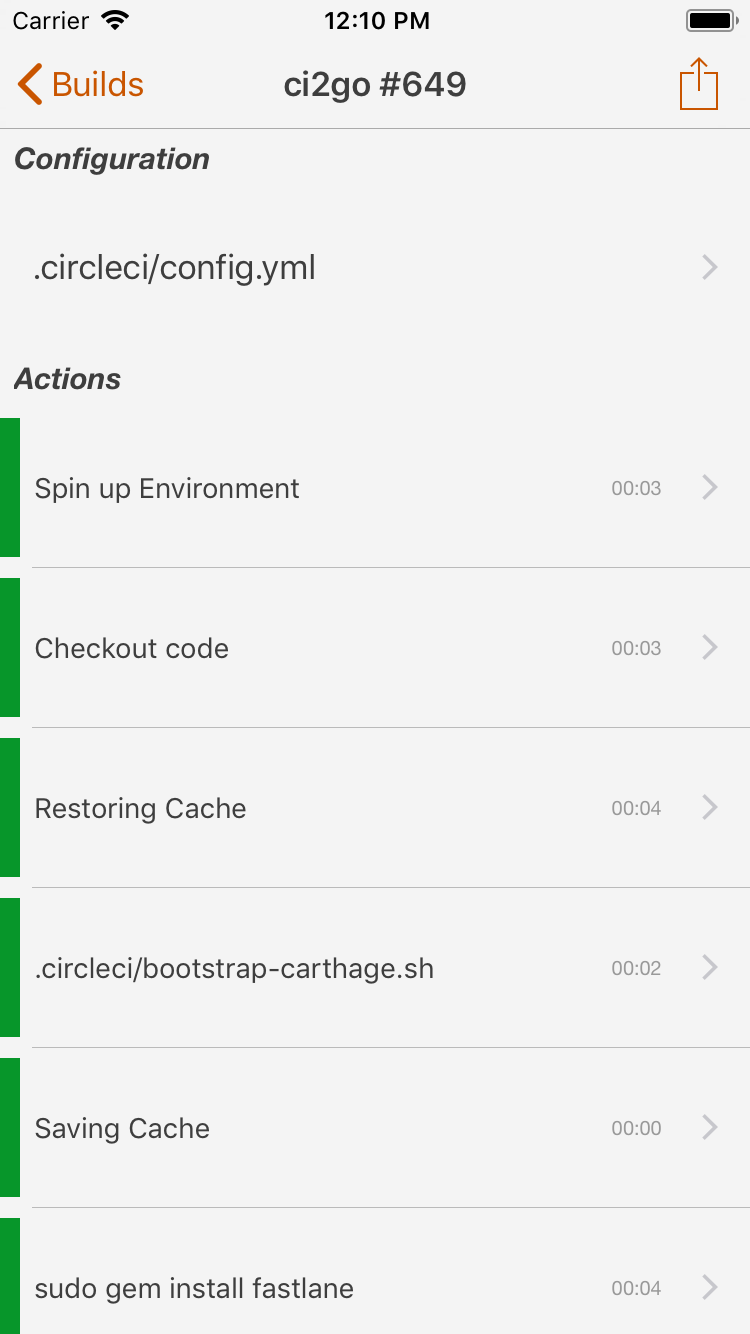 Carrier 12:10 PM
Builds ci2go #649
Configuration
.circleci/config.yml
Actions
Spin up Environment 00:03
Checkout code 00:03
Restoring Cache 00:04
.circleci/bootstrap-carthage.sh 00:02
Saving Cache 00:00
sudo gem install fastlane 00:04